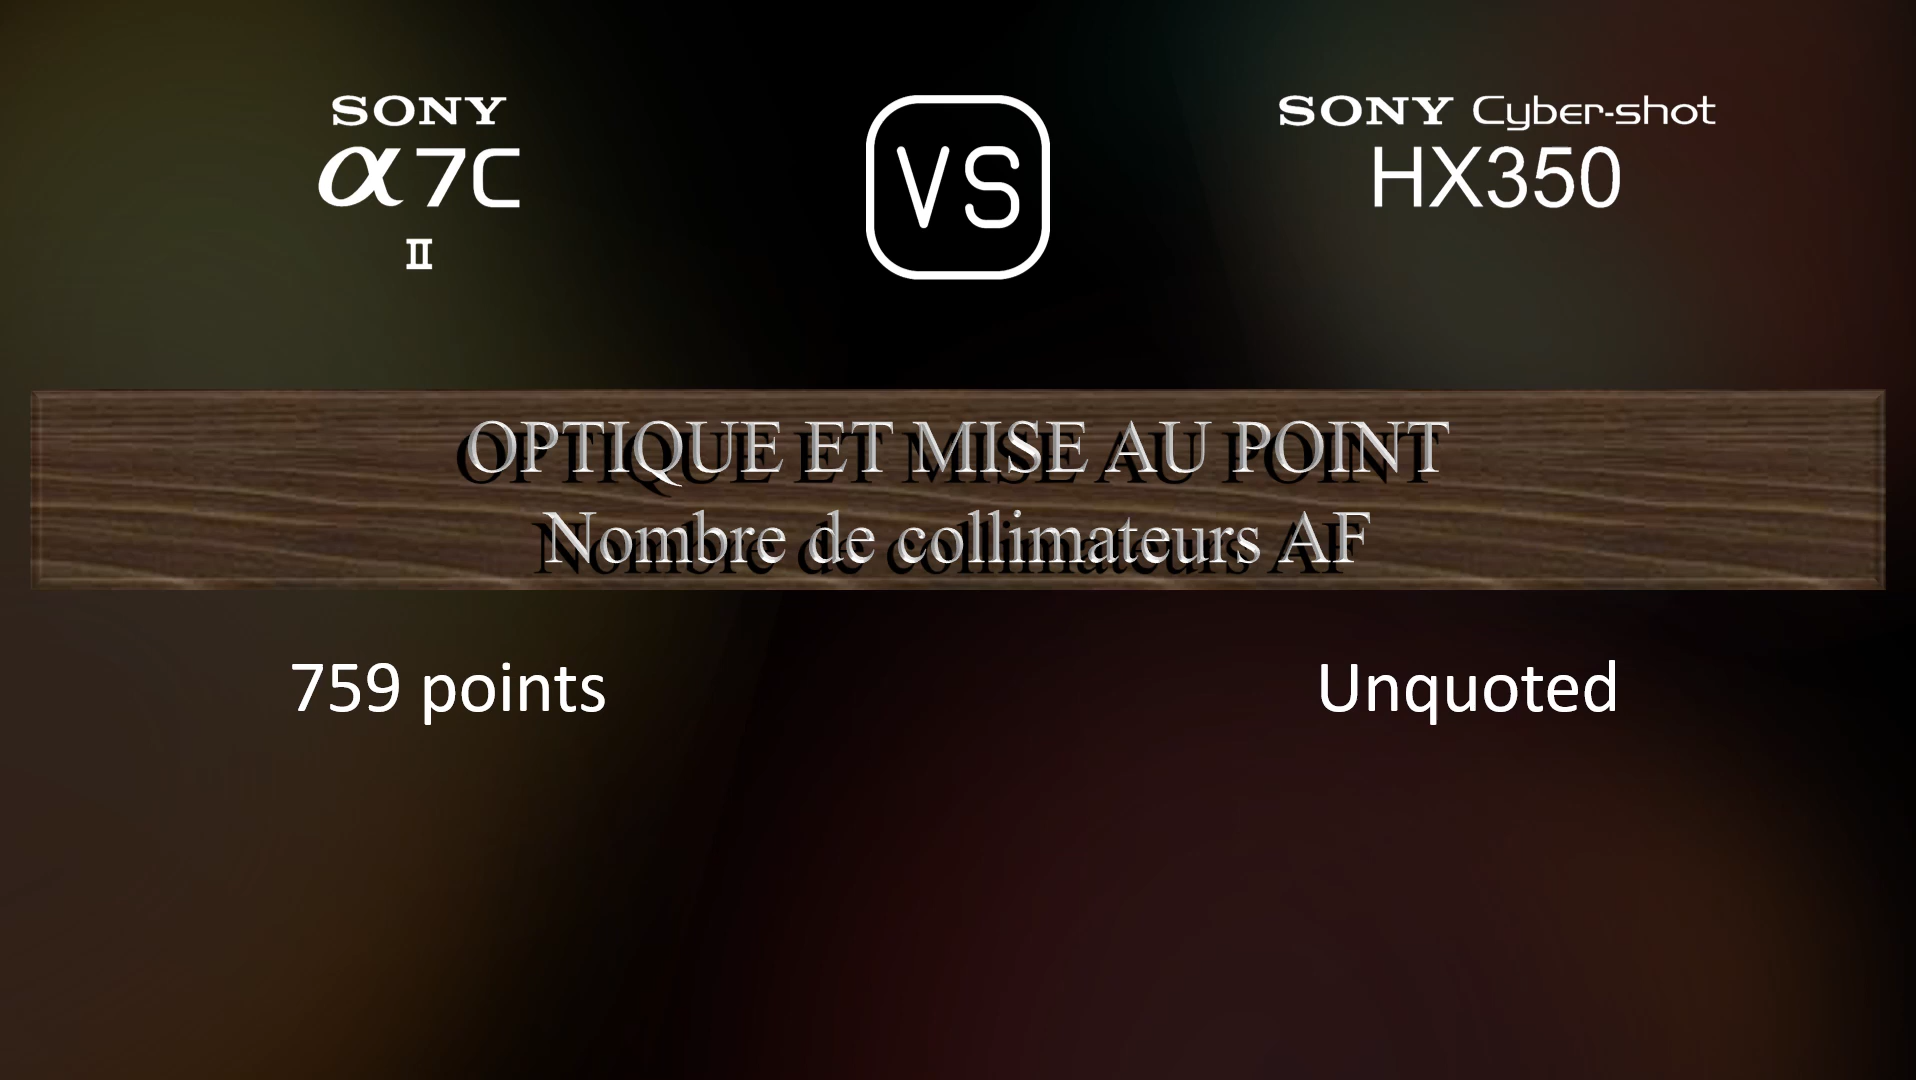 SONY
α7C
II
VS
SONY Cyber-shot
HX350
OPTIQUE ET MISE AU POINT
Nombre de collimateurs AF
759 points
Unquoted